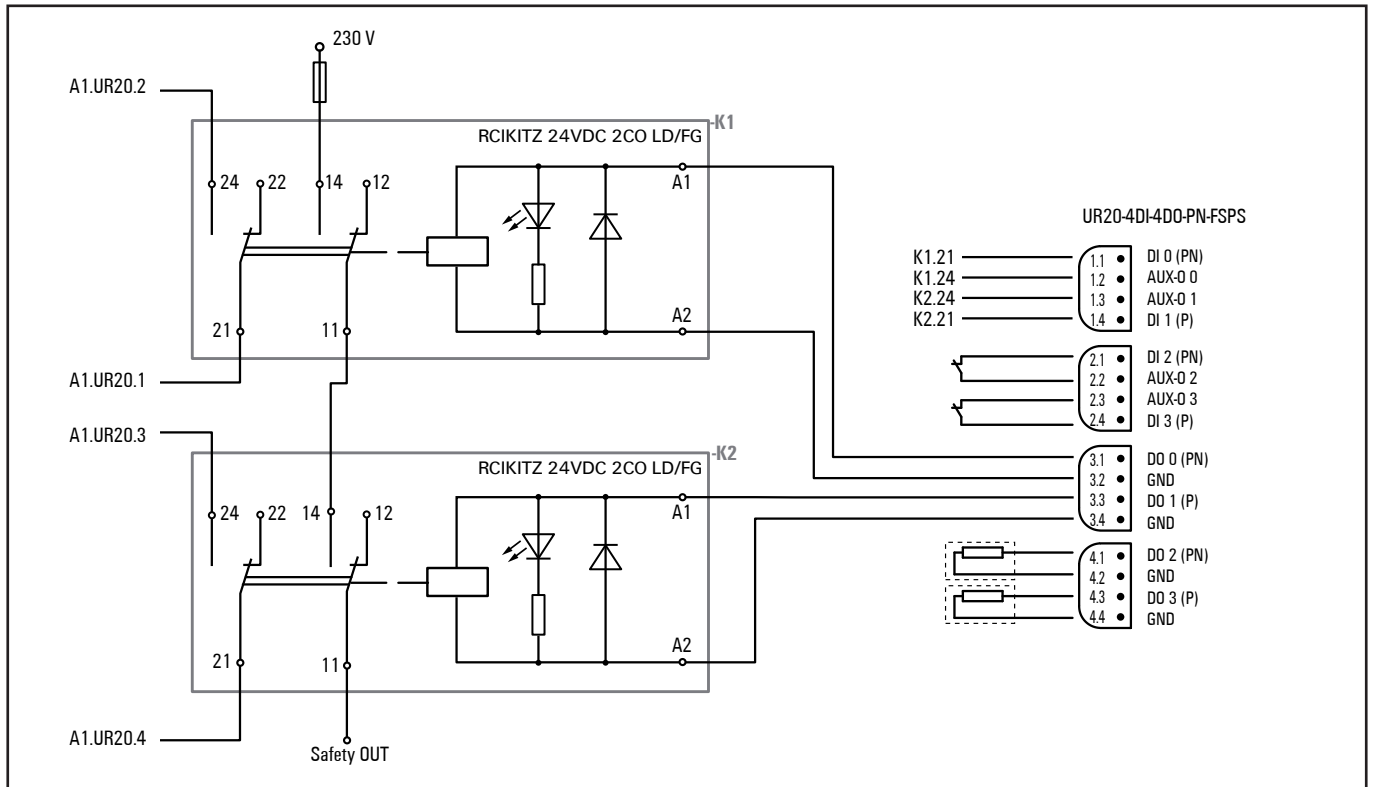 230 V
A1.UR20.2
-K1
RCIKITZ 24VDC 2CO LD/FG
24 22 14 12
A1
A2
21 11
A1.UR20.1
A1.UR20.3
-K2
RCIKITZ 24VDC 2CO LD/FG
24 22 14 12
A1
A2
21 11
A1.UR20.4
Safety OUT
UR20-4DI-4DO-PN-FSPS
K1.21 1.1 DI 0 (PN)
K1.24 1.2 AUX-O 0
K2.24 1.3 AUX-O 1
K2.21 1.4 DI 1 (P)
2.1 DI 2 (PN)
2.2 AUX-O 2
2.3 AUX-O 3
2.4 DI 3 (P)
3.1 DO 0 (PN)
3.2 GND
3.3 DO 1 (P)
3.4 GND
4.1 DO 2 (PN)
4.2 GND
4.3 DO 3 (P)
4.4 GND